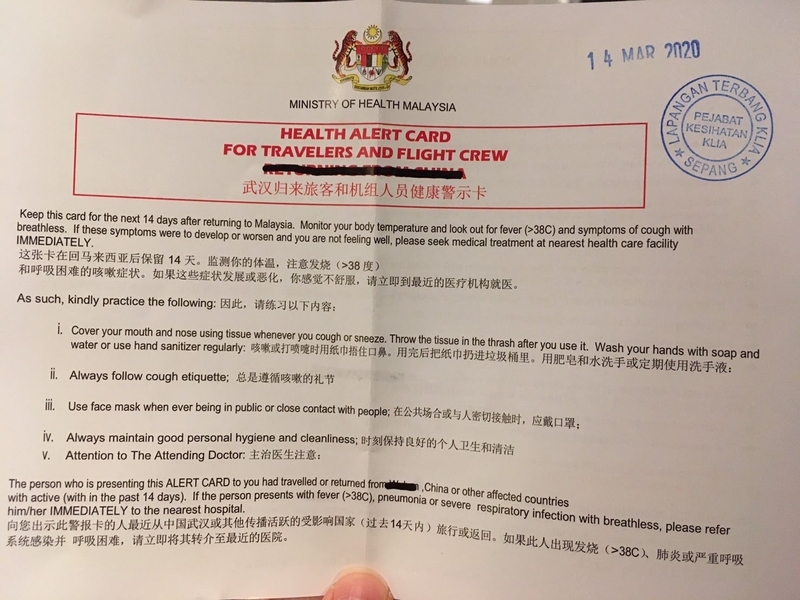 14 MAR 2020
LAPANGAN TERBANG KLIA
PEJABAT
KESIHATAN
KLIA
SEPANG
MINISTRY OF HEALTH MALAYSIA
HEALTH ALERT CARD
FOR TRAVELERS AND FLIGHT CREW
武汉归来旅客和机组人员健康警示卡
Keep this card for the next 14 days after returning to Malaysia. Monitor your body temperature and look out for fever (>38C) and symptoms of cough with
breathless. If these symptoms were to develop or worsen and you are not feeling well, please seek medical treatment at nearest health care facility
IMMEDIATELY.
这张卡在回马来西亚后保留 14 天。监测你的体温，注意发烧（>38 度）
和呼吸困难的咳嗽症状。如果这些症状发展或恶化，你感觉不舒服，请立即到最近的医疗机构就医。
As such, kindly practice the following: 因此，请练习以下内容：
i. Cover your mouth and nose using tissue whenever you cough or sneeze. Throw the tissue in the thrash after you use it. Wash your hands with soap and
water or use hand sanitizer regularly: 咳嗽或打喷嚏时用纸巾捂住口鼻。用完后把纸巾扔进垃圾桶里。用肥皂和水洗手或定期使用洗手液：
ii. Always follow cough etiquette; 总是遵循咳嗽的礼节
iii. Use face mask when ever being in public or close contact with people; 在公共场合或与人密切接触时，应戴口罩；
iv. Always maintain good personal hygiene and cleanliness; 时刻保持良好的个人卫生和清洁
v. Attention to The Attending Doctor: 主治医生注意：
The person who is presenting this ALERT CARD to you had travelled or returned from ,China or other affected countries
with active (with in the past 14 days). If the person presents with fever (>38C), pneumonia or severe respiratory infection with breathless, please refer
him/her IMMEDIATELY to the nearest hospital.
向您出示此警报卡的人最近从中国武汉或其他传播活跃的受影响国家（过去14天内）旅行或返回。如果此人出现发烧（>38C）、肺炎或严重呼吸
系统感染并 呼吸困难，请立即将其转介至最近的医院。